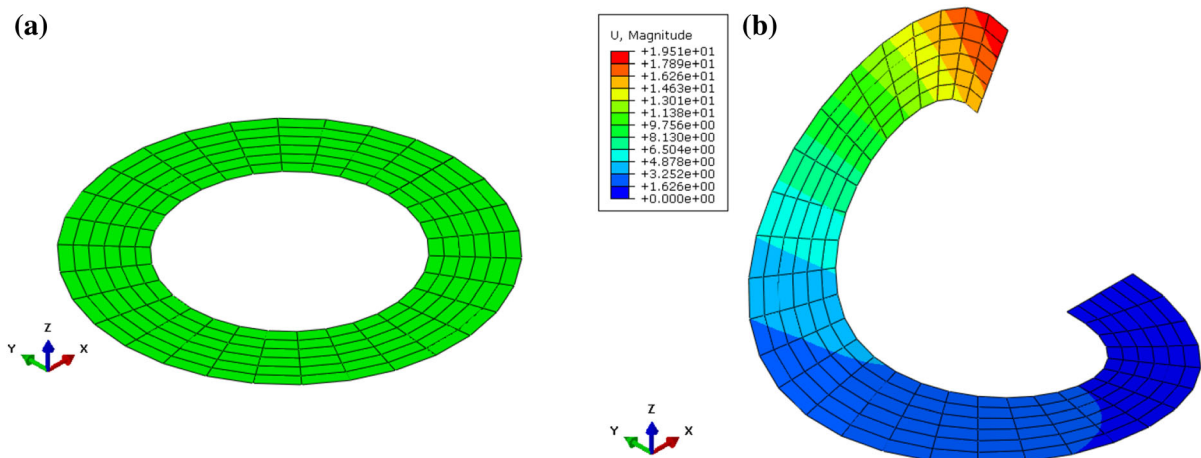 (a)
Z
Y
X
U, Magnitude
+1.951e+01
+1.789e+01
+1.626e+01
+1.463e+01
+1.301e+01
+1.138e+01
+9.756e+00
+8.130e+00
+6.504e+00
+4.878e+00
+3.252e+00
+1.626e+00
+0.000e+00
(b)
Z
Y
X